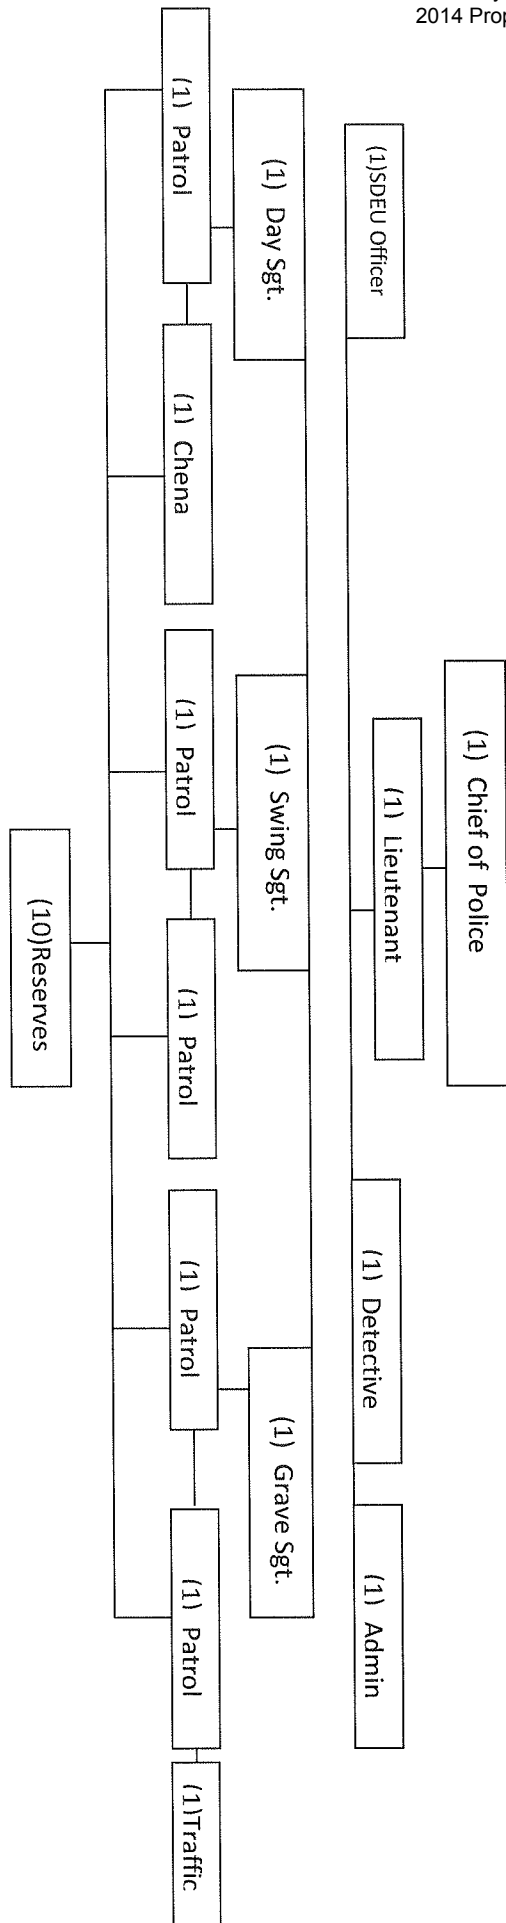 2014 Prop
(1) Chief of Police
(1) Lieutenant
(1)SDEU Officer
(1) Detective
(1) Admin
(1) Day Sgt.
(1) Swing Sgt.
(1) Grave Sgt.
(1) Patrol
(1) Chena
(1) Patrol
(1) Patrol
(1) Patrol
(1) Patrol
(1)Traffic
(10)Reserves